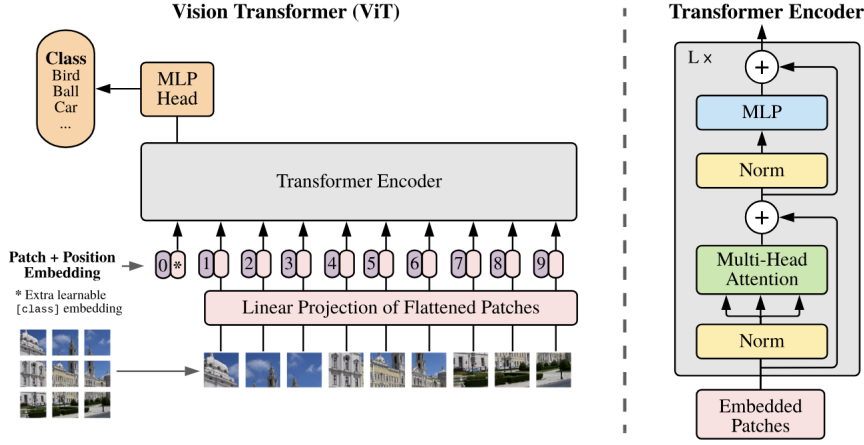 Vision Transformer (ViT)
Class
Bird
Ball
Car
...
MLP
Head
Transformer Encoder
Patch + Position
Embedding
0 * 1 2 3 4 5 6 7 8 9
* Extra learnable
[class] embedding
Linear Projection of Flattened Patches
Transformer Encoder
L ×
+
MLP
Norm
+
Multi-Head
Attention
Norm
Embedded
Patches